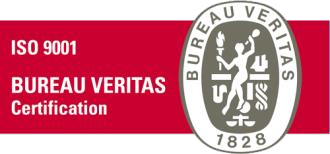 ISO 9001
BUREAU VERITAS
Certification
BUREAU VERITAS
1828